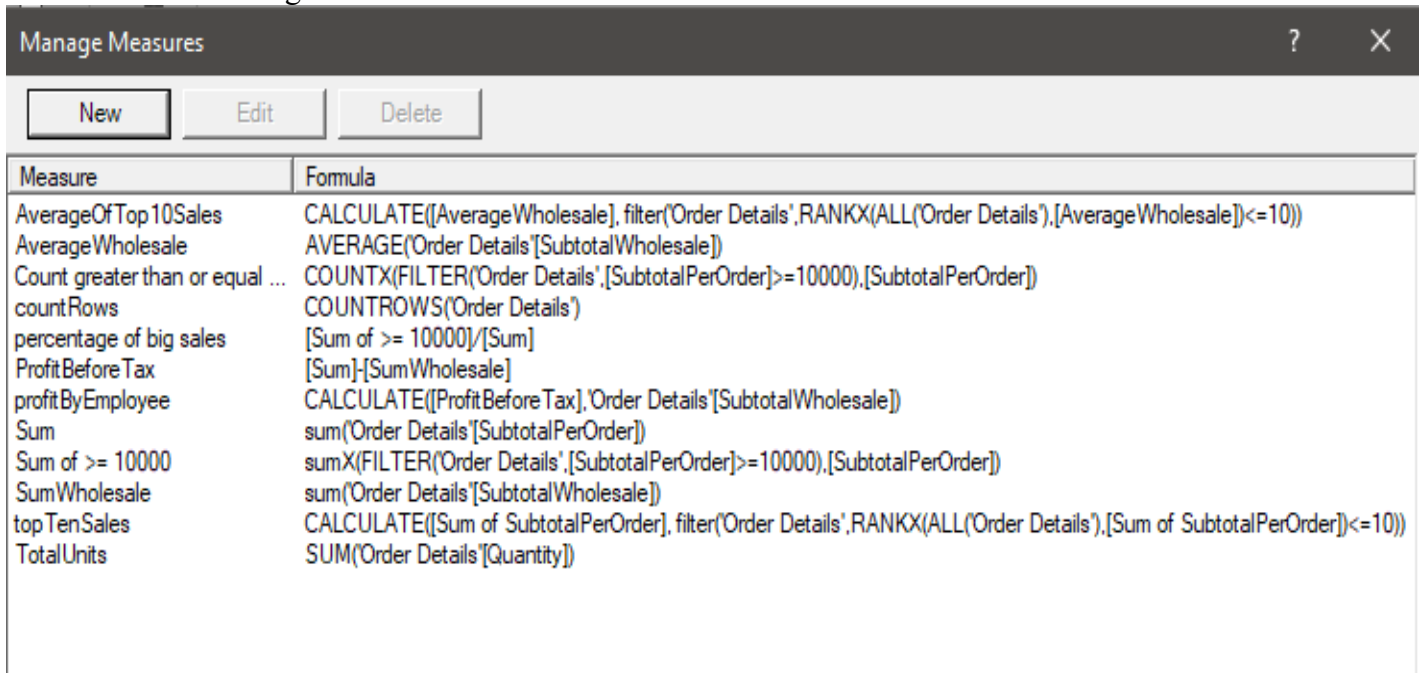 Manage Measures ? X
New Edit Delete
Measure Formula
AverageOfTop10Sales CALCULATE([AverageWholesale], filter('Order Details',RANKX(ALL('Order Details'),[AverageWholesale])<=10))
AverageWholesale AVERAGE('Order Details'[SubtotalWholesale])
Count greater than or equal ... COUNTX(FILTER('Order Details',[SubtotalPerOrder]>=10000),[SubtotalPerOrder])
countRows COUNTROWS('Order Details')
percentage of big sales [Sum of >= 10000]/[Sum]
ProfitBeforeTax [Sum]-[SumWholesale]
profitByEmployee CALCULATE([ProfitBeforeTax],'Order Details'[SubtotalWholesale])
Sum sum('Order Details'[SubtotalPerOrder])
Sum of >= 10000 sumX(FILTER('Order Details',[SubtotalPerOrder]>=10000),[SubtotalPerOrder])
SumWholesale sum('Order Details'[SubtotalWholesale])
topTenSales CALCULATE([Sum of SubtotalPerOrder], filter('Order Details',RANKX(ALL('Order Details'),[Sum of SubtotalPerOrder])<=10))
TotalUnits SUM('Order Details'[Quantity])